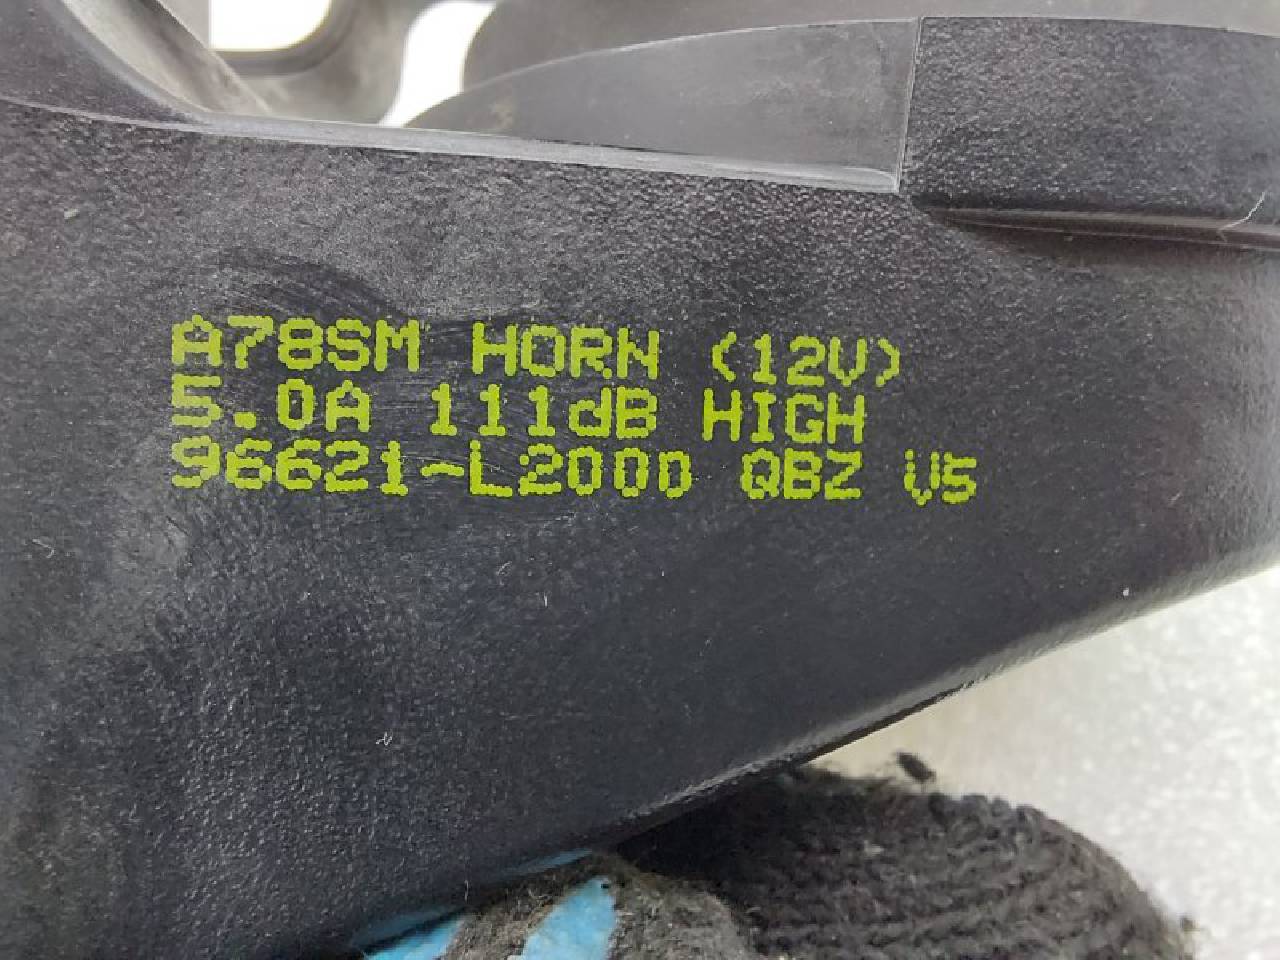 A78SM HORN (12V)
5.0A 111dB HIGH
96621-L2000 QBZ V5